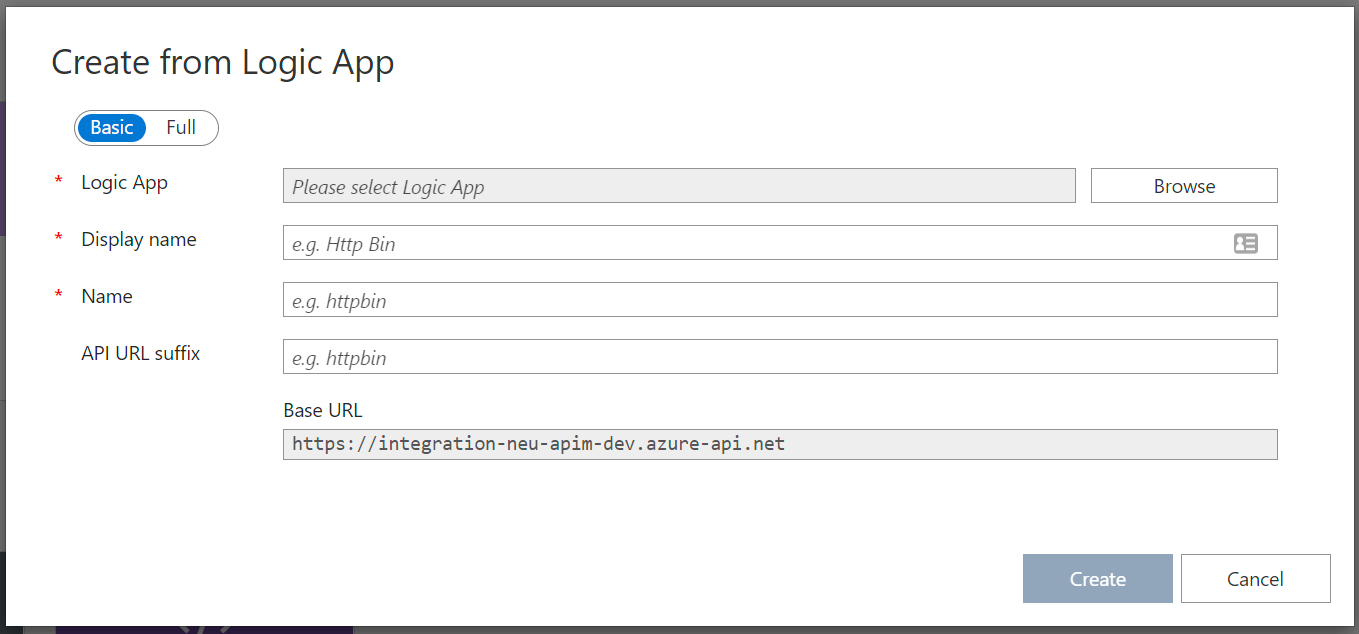 Create from Logic App
Basic Full
* Logic App Please select Logic App Browse
* Display name e.g. Http Bin
* Name e.g. httpbin
API URL suffix e.g. httpbin
Base URL
https://integration-neu-apim-dev.azure-api.net
Create Cancel